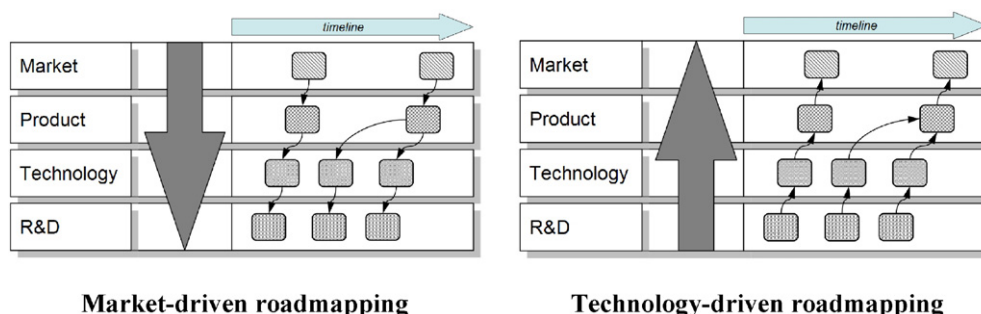 timeline
Market
Product
Technology
R&D
Market-driven roadmapping
timeline
Market
Product
Technology
R&D
Technology-driven roadmapping